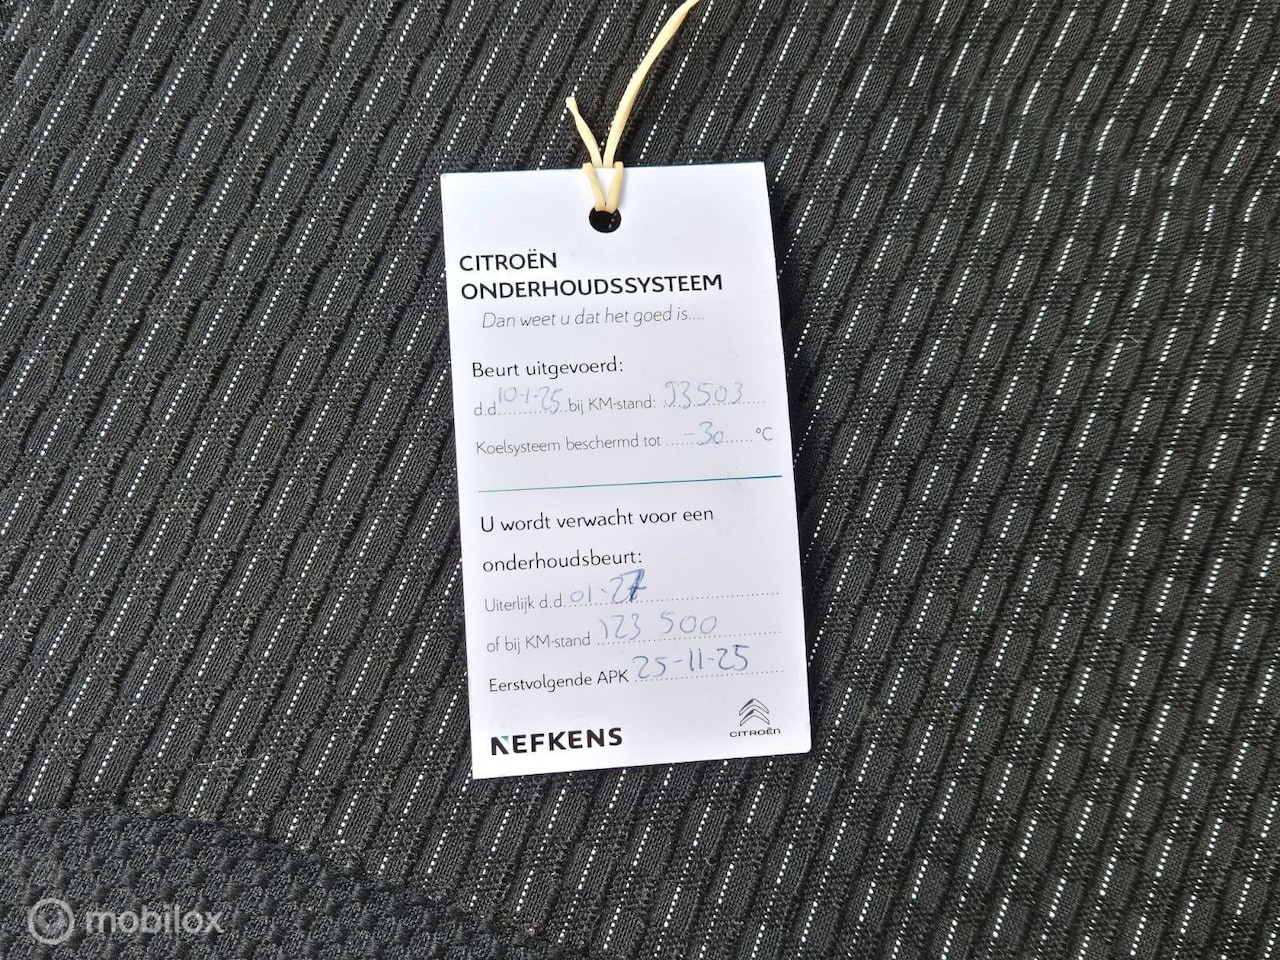 CITROËN
ONDERHOUDSSYSTEEM
Dan weet u dat het goed is....
Beurt uitgevoerd:
d.d. 10-1-25 bij KM-stand: 93503
Koelsysteem beschermd tot -30 °C
U wordt verwacht voor een
onderhoudsbeurt:
Uiterlijk d.d. 01-27
of bij KM-stand 123 500
Eerstvolgende APK 25-11-25
NEFKENS
CITROËN
mobilox